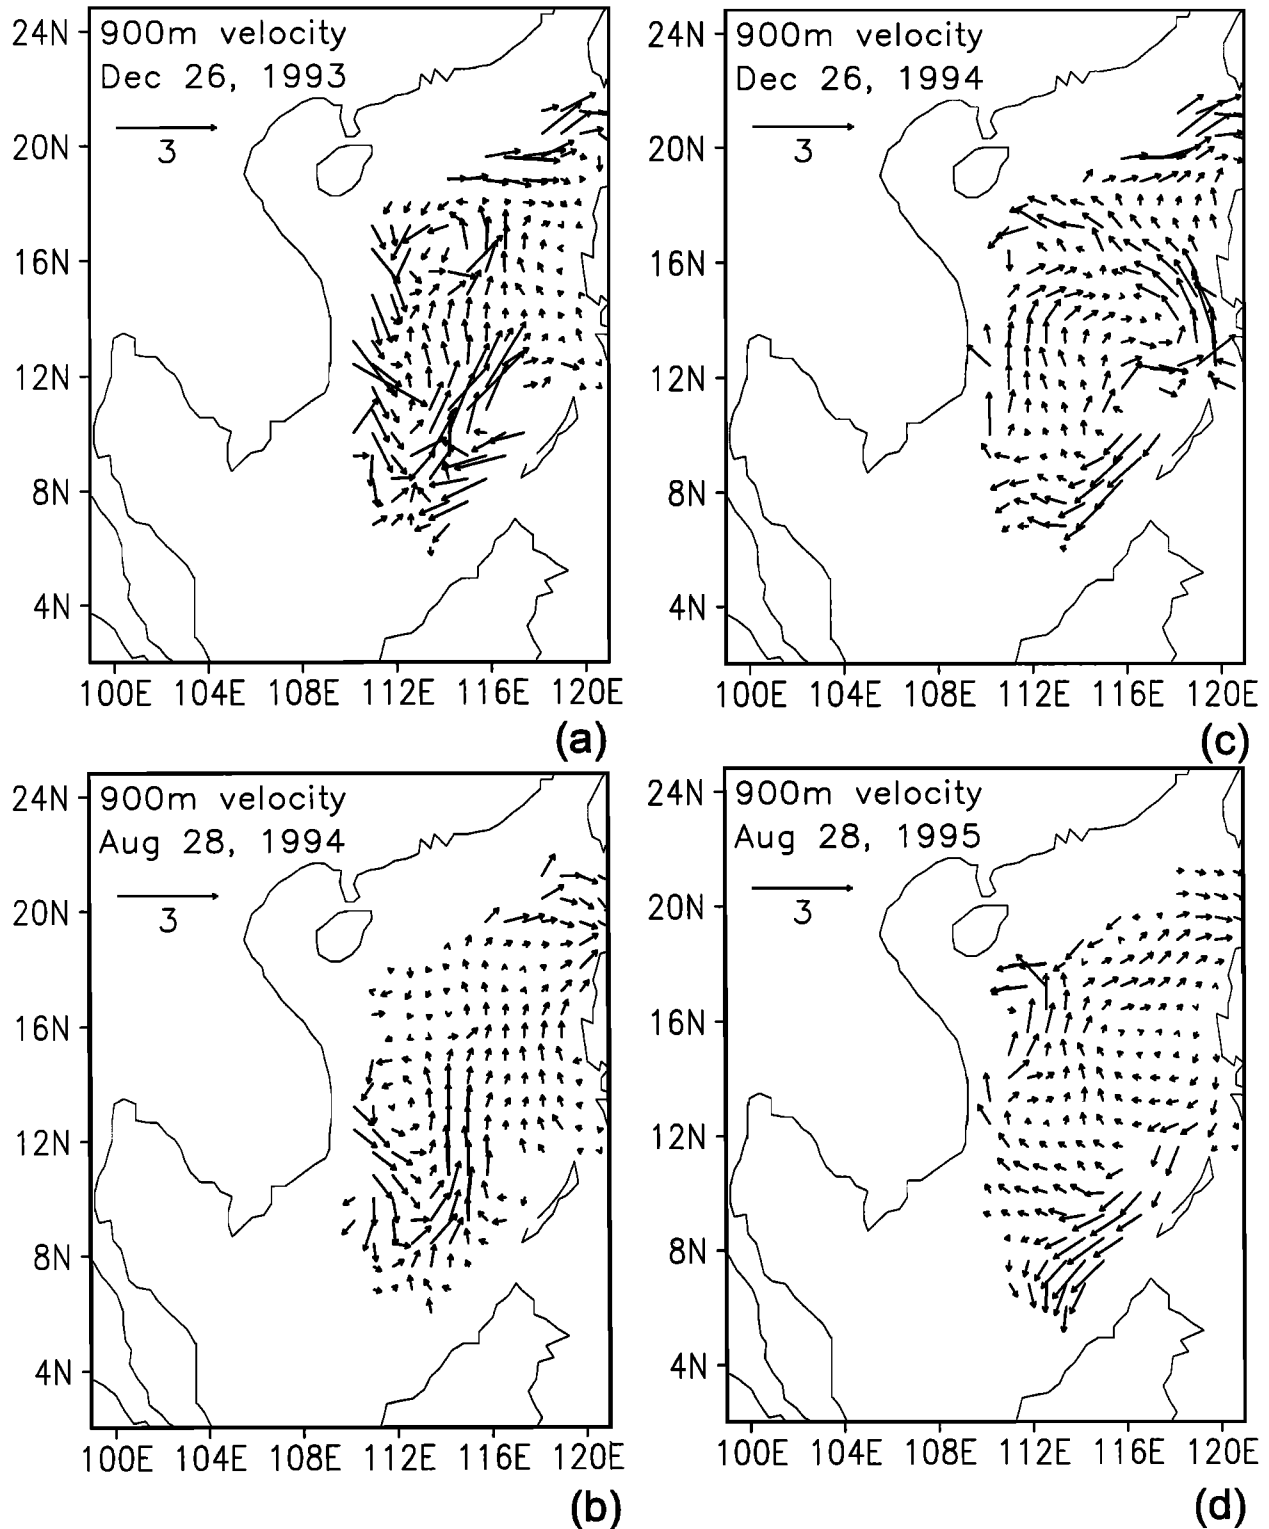 900m velocity
Dec 26, 1993
3
24N
20N
16N
12N
8N
4N
100E 104E 108E 112E 116E 120E
(a)
900m velocity
Dec 26, 1994
3
24N
20N
16N
12N
8N
4N
100E 104E 108E 112E 116E 120E
(c)
900m velocity
Aug 28, 1994
3
24N
20N
16N
12N
8N
4N
100E 104E 108E 112E 116E 120E
(b)
900m velocity
Aug 28, 1995
3
24N
20N
16N
12N
8N
4N
100E 104E 108E 112E 116E 120E
(d)